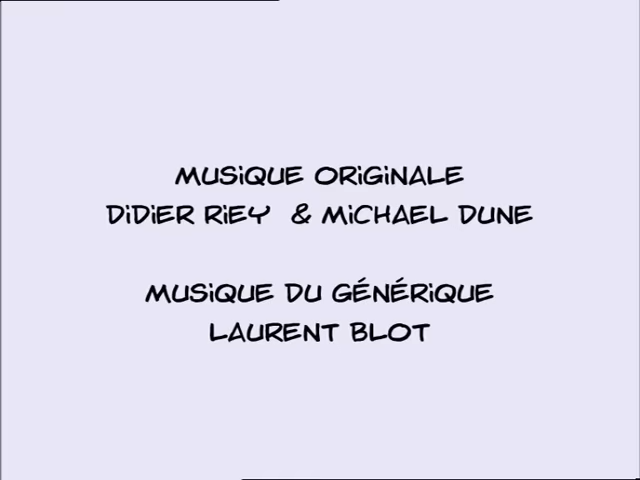 MUSiQUE ORiGiNALE
DiDiER RiEY & MiCHAEL DUNE
MUSiQUE DU GÉNÉRiQUE
LAURENT BLOT